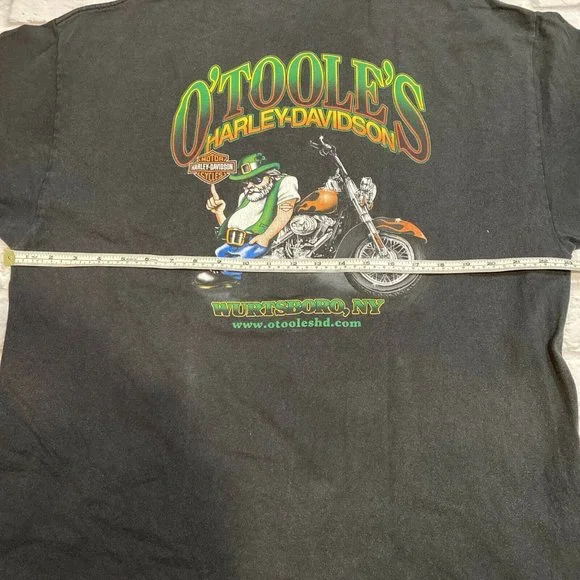 O'TOOLE'S
HARLEY-DAVIDSON
MOTOR
HARLEY-DAVIDSON
CYCLES
WURTSBORO, NY
www.otooleshd.com